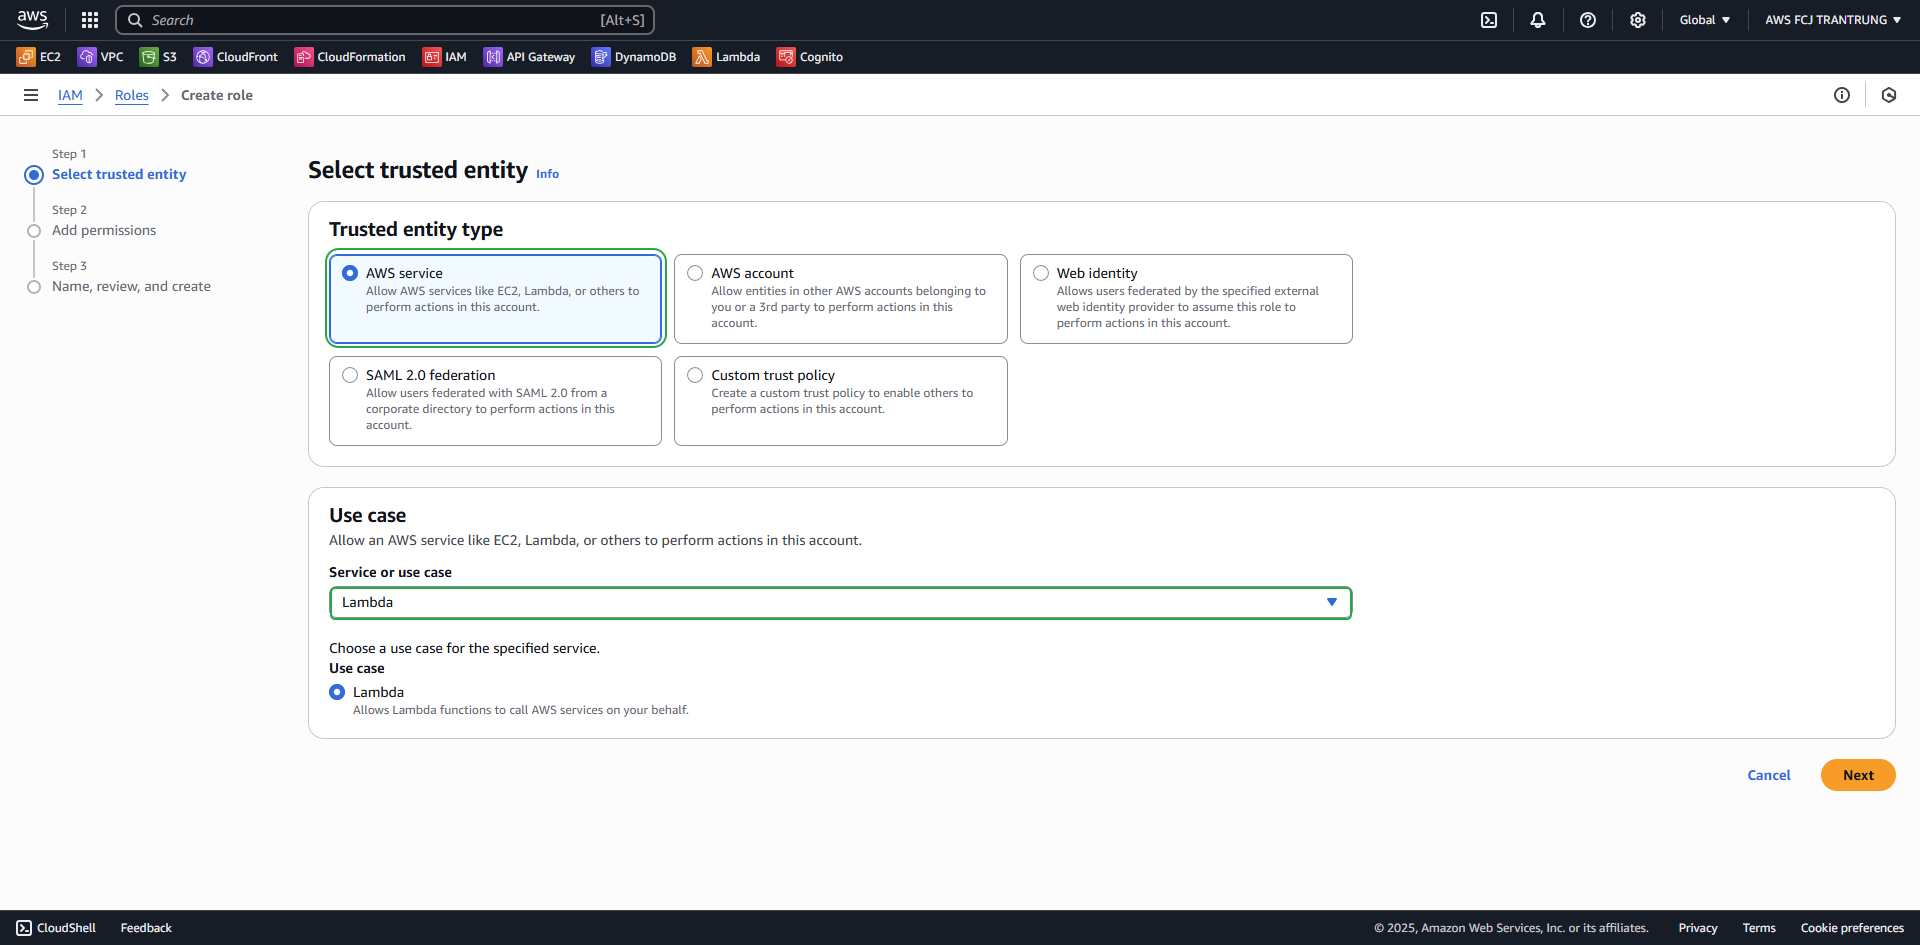 aws
Search [Alt+S]
Global
AWS FCJ TRANTRUNG
EC2 VPC S3 CloudFront CloudFormation IAM API Gateway DynamoDB Lambda Cognito
IAM Roles Create role
Step 1
Select trusted entity
Step 2
Add permissions
Step 3
Name, review, and create
Select trusted entity Info
Trusted entity type
AWS service
Allow AWS services like EC2, Lambda, or others to
perform actions in this account.
AWS account
Allow entities in other AWS accounts belonging to
you or a 3rd party to perform actions in this
account.
Web identity
Allows users federated by the specified external
web identity provider to assume this role to
perform actions in this account.
SAML 2.0 federation
Allow users federated with SAML 2.0 from a
corporate directory to perform actions in this
account.
Custom trust policy
Create a custom trust policy to enable others to
perform actions in this account.
Use case
Allow an AWS service like EC2, Lambda, or others to perform actions in this account.
Service or use case
Lambda
Choose a use case for the specified service.
Use case
Lambda
Allows Lambda functions to call AWS services on your behalf.
Cancel Next
CloudShell Feedback © 2025, Amazon Web Services, Inc. or its affiliates. Privacy Terms Cookie preferences